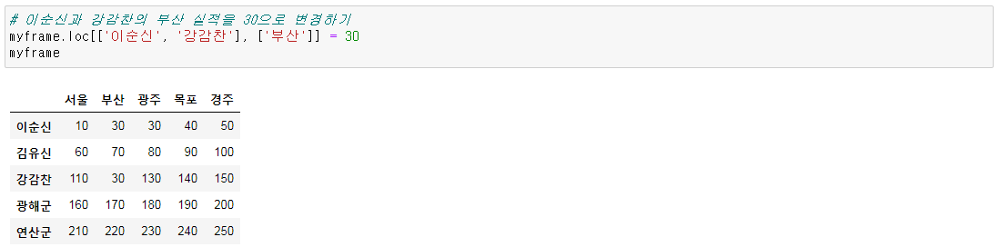 # 이순신과 강감찬의 부산 실적을 30으로 변경하기
myframe.loc[['이순신', '강감찬'], ['부산']] = 30
myframe
서울 부산 광주 목포 경주
이순신 10 30 30 40 50
김유신 60 70 80 90 100
강감찬 110 30 130 140 150
광해군 160 170 180 190 200
연산군 210 220 230 240 250